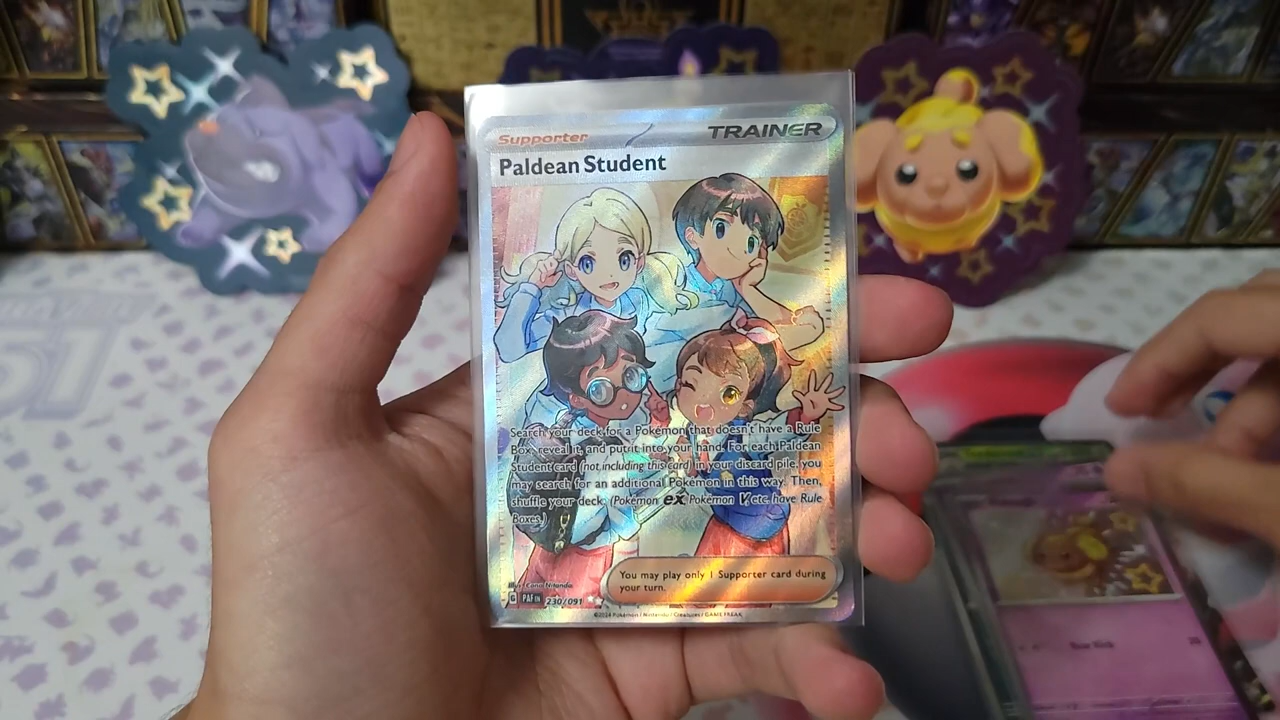 Supporter
TRAINER
Paldean Student
Search your deck for a Pokémon that doesn't have a Rule
Box, reveal it, and put it into your hand. For each Paldean
Student card (not including this card) in your discard pile, you
may search for an additional Pokémon in this way. Then,
shuffle your deck. (Pokémon ex, Pokémon V, etc. have Rule
Boxes.)
You may play only 1 Supporter card during
your turn.
Illus.
G PAF EN 230/091
©2024 Pokémon / Nintendo / Creatures / GAME FREAK